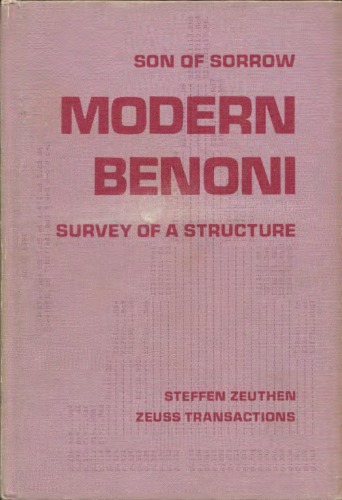 SON OF SORROW
MODERN
BENONI
SURVEY OF A STRUCTURE
STEFFEN ZEUTHEN
ZEUSS TRANSACTIONS